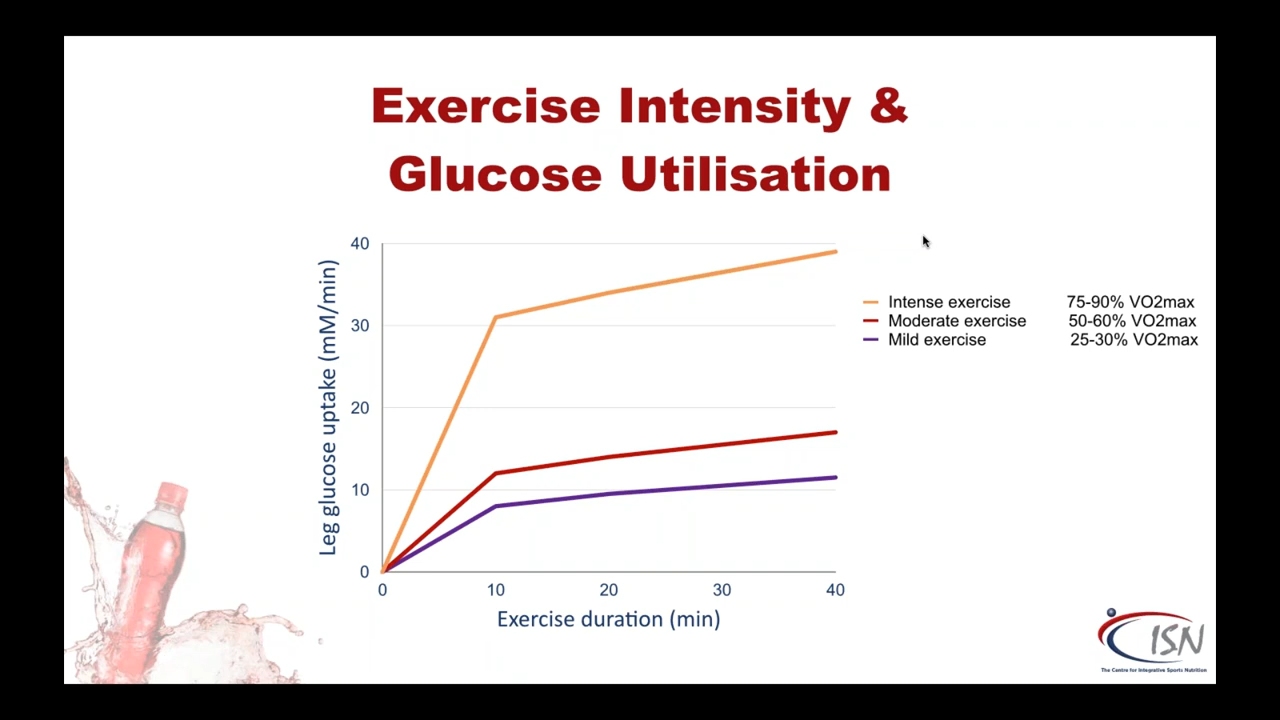 Exercise Intensity &
Glucose Utilisation
Leg glucose uptake (mM/min)
40
30
20
10
0
0 10 20 30 40
Exercise duration (min)
Intense exercise 75-90% VO2max
Moderate exercise 50-60% VO2max
Mild exercise 25-30% VO2max
CISN
The Centre for Integrative Sports Nutrition